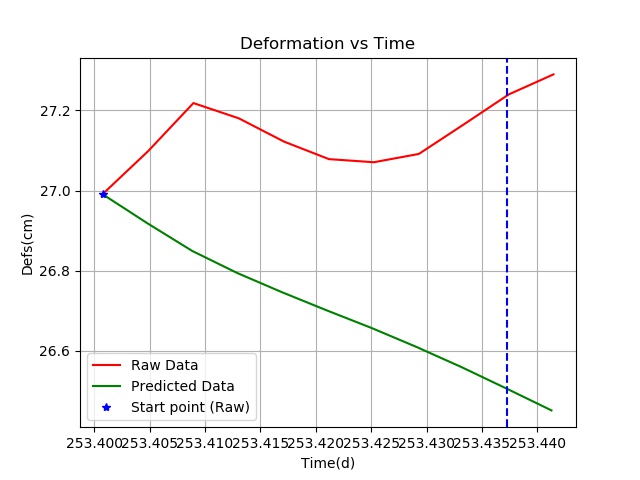 Deformation vs Time
27.2
27.0
26.8
26.6
Defs(cm)
Raw Data
Predicted Data
Start point (Raw)
253.400 253.405 253.410 253.415 253.420 253.425 253.430 253.435 253.440
Time(d)